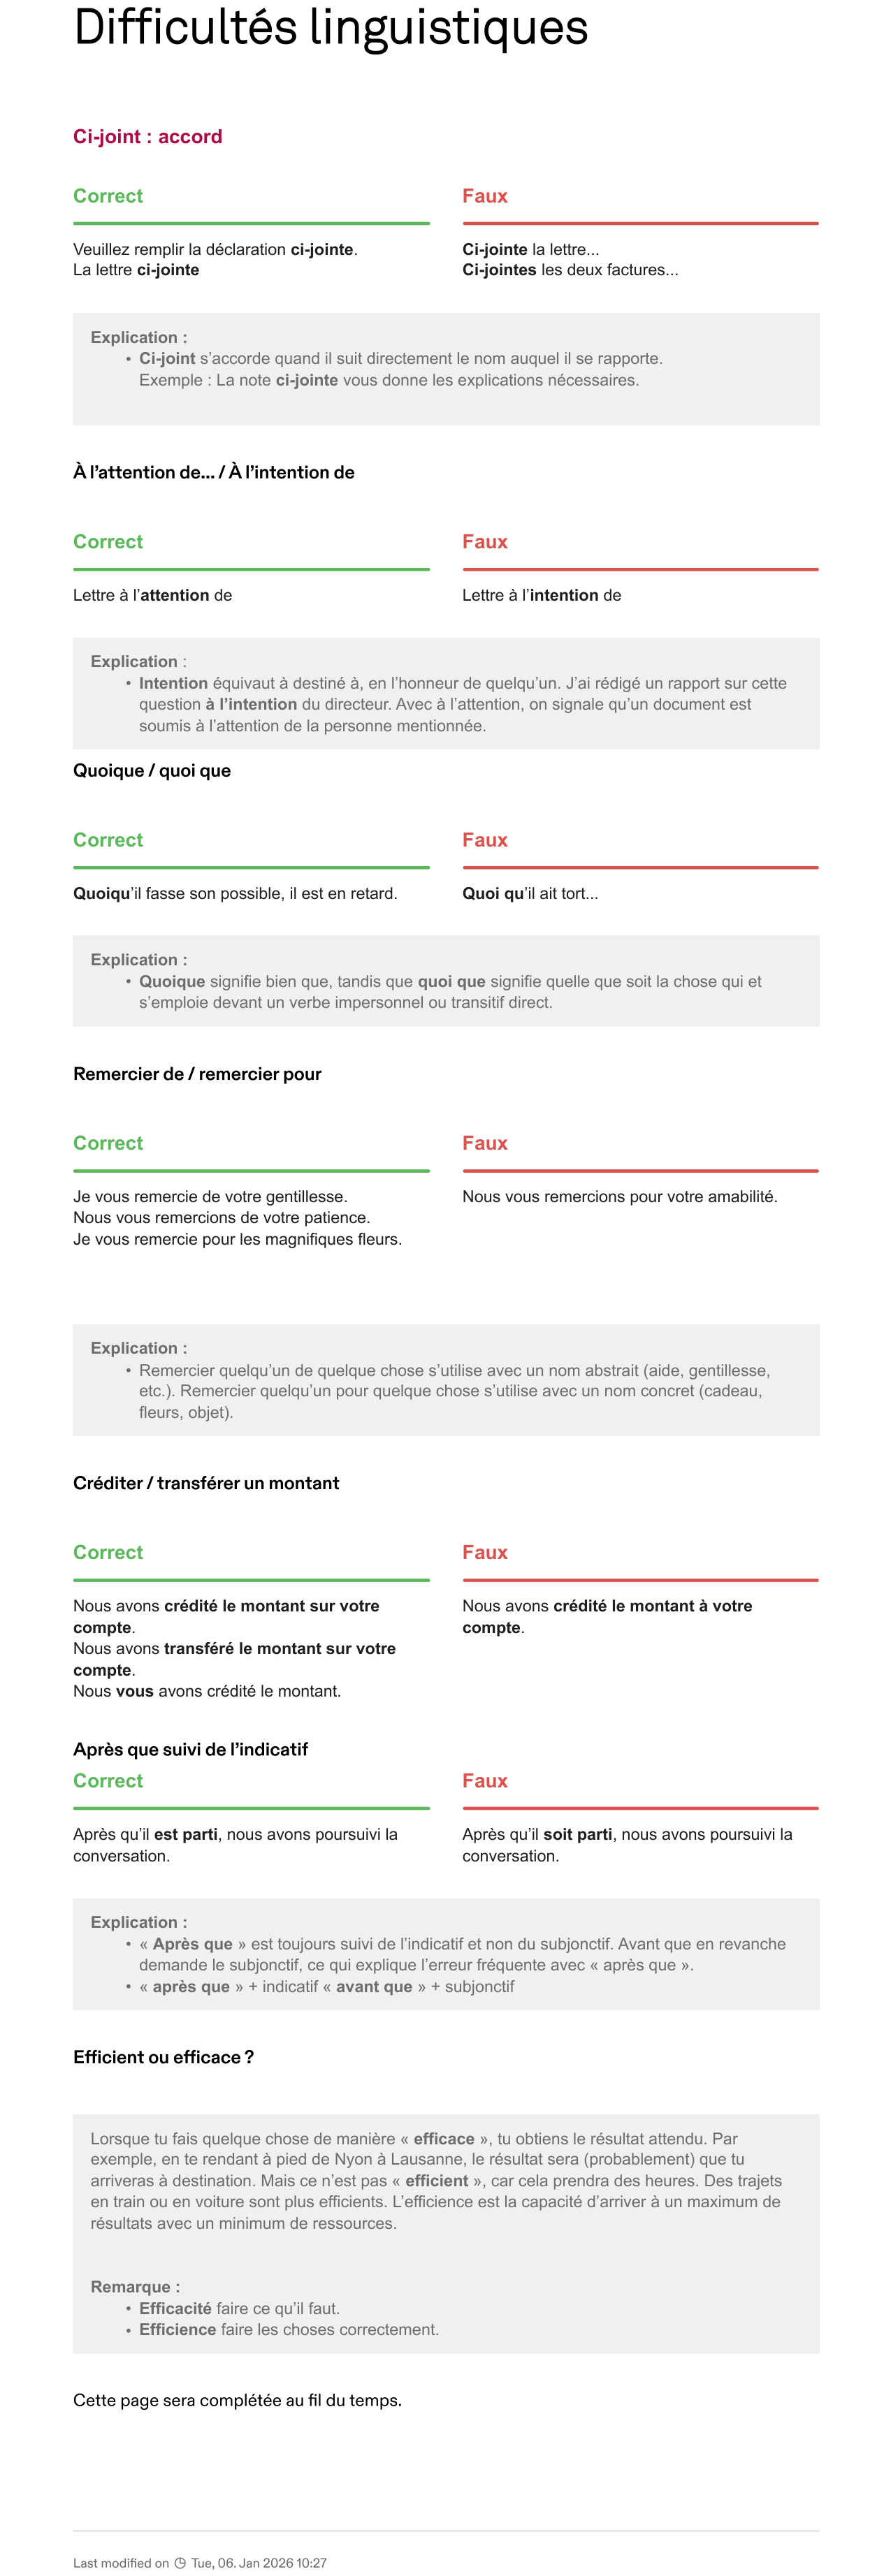 Difficultés linguistiques
Ci-joint : accord
Correct
Faux
Veuillez remplir la déclaration ci-jointe.
La lettre ci-jointe
Ci-jointe la lettre...
Ci-jointes les deux factures...
Explication :
• Ci-joint s’accorde quand il suit directement le nom auquel il se rapporte.
Exemple : La note ci-jointe vous donne les explications nécessaires.
À l’attention de... / À l’intention de
Correct
Faux
Lettre à l’attention de
Lettre à l’intention de
Explication :
• Intention équivaut à destiné à, en l’honneur de quelqu’un. J’ai rédigé un rapport sur cette
question à l’intention du directeur. Avec à l’attention, on signale qu’un document est
soumis à l’attention de la personne mentionnée.
Quoique / quoi que
Correct
Faux
Quoiqu’il fasse son possible, il est en retard.
Quoi qu’il ait tort...
Explication :
• Quoique signifie bien que, tandis que quoi que signifie quelle que soit la chose qui et
s’emploie devant un verbe impersonnel ou transitif direct.
Remercier de / remercier pour
Correct
Faux
Je vous remercie de votre gentillesse.
Nous vous remercions de votre patience.
Je vous remercie pour les magnifiques fleurs.
Nous vous remercions pour votre amabilité.
Explication :
• Remercier quelqu’un de quelque chose s’utilise avec un nom abstrait (aide, gentillesse,
etc.). Remercier quelqu’un pour quelque chose s’utilise avec un nom concret (cadeau,
fleurs, objet).
Créditer / transférer un montant
Correct
Faux
Nous avons crédité le montant sur votre
compte.
Nous avons transféré le montant sur votre
compte.
Nous vous avons crédité le montant.
Nous avons crédité le montant à votre
compte.
Après que suivi de l’indicatif
Correct
Faux
Après qu’il est parti, nous avons poursuivi la
conversation.
Après qu’il soit parti, nous avons poursuivi la
conversation.
Explication :
• « Après que » est toujours suivi de l’indicatif et non du subjonctif. Avant que en revanche
demande le subjonctif, ce qui explique l’erreur fréquente avec « après que ».
• « après que » + indicatif « avant que » + subjonctif
Efficient ou efficace ?
Lorsque tu fais quelque chose de manière « efficace », tu obtiens le résultat attendu. Par
exemple, en te rendant à pied de Nyon à Lausanne, le résultat sera (probablement) que tu
arriveras à destination. Mais ce n’est pas « efficient », car cela prendra des heures. Des trajets
en train ou en voiture sont plus efficients. L’efficience est la capacité d’arriver à un maximum de
résultats avec un minimum de ressources.
Remarque :
• Efficacité faire ce qu’il faut.
• Efficience faire les choses correctement.
Cette page sera complétée au fil du temps.
Last modified on Tue, 06. Jan 2026 10:27